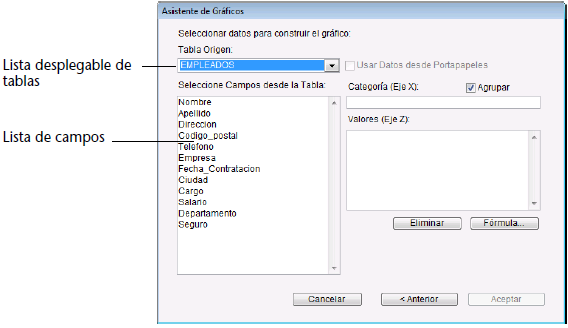 Asistente de Gráficos
Seleccionar datos para construir el gráfico:
Tabla Origen:
Lista desplegable de
tablas
EMPLEADOS
Usar Datos desde Portapapeles
Seleccione Campos desde la Tabla:
Categoría (Eje X):
Agrupar
Nombre
Apellido
Direccion
Codigo_postal
Telefono
Empresa
Fecha_Contratacion
Ciudad
Cargo
Salario
Departamento
Seguro
Lista de campos
Valores (Eje Z):
Eliminar
Fórmula...
Cancelar
< Anterior
Aceptar